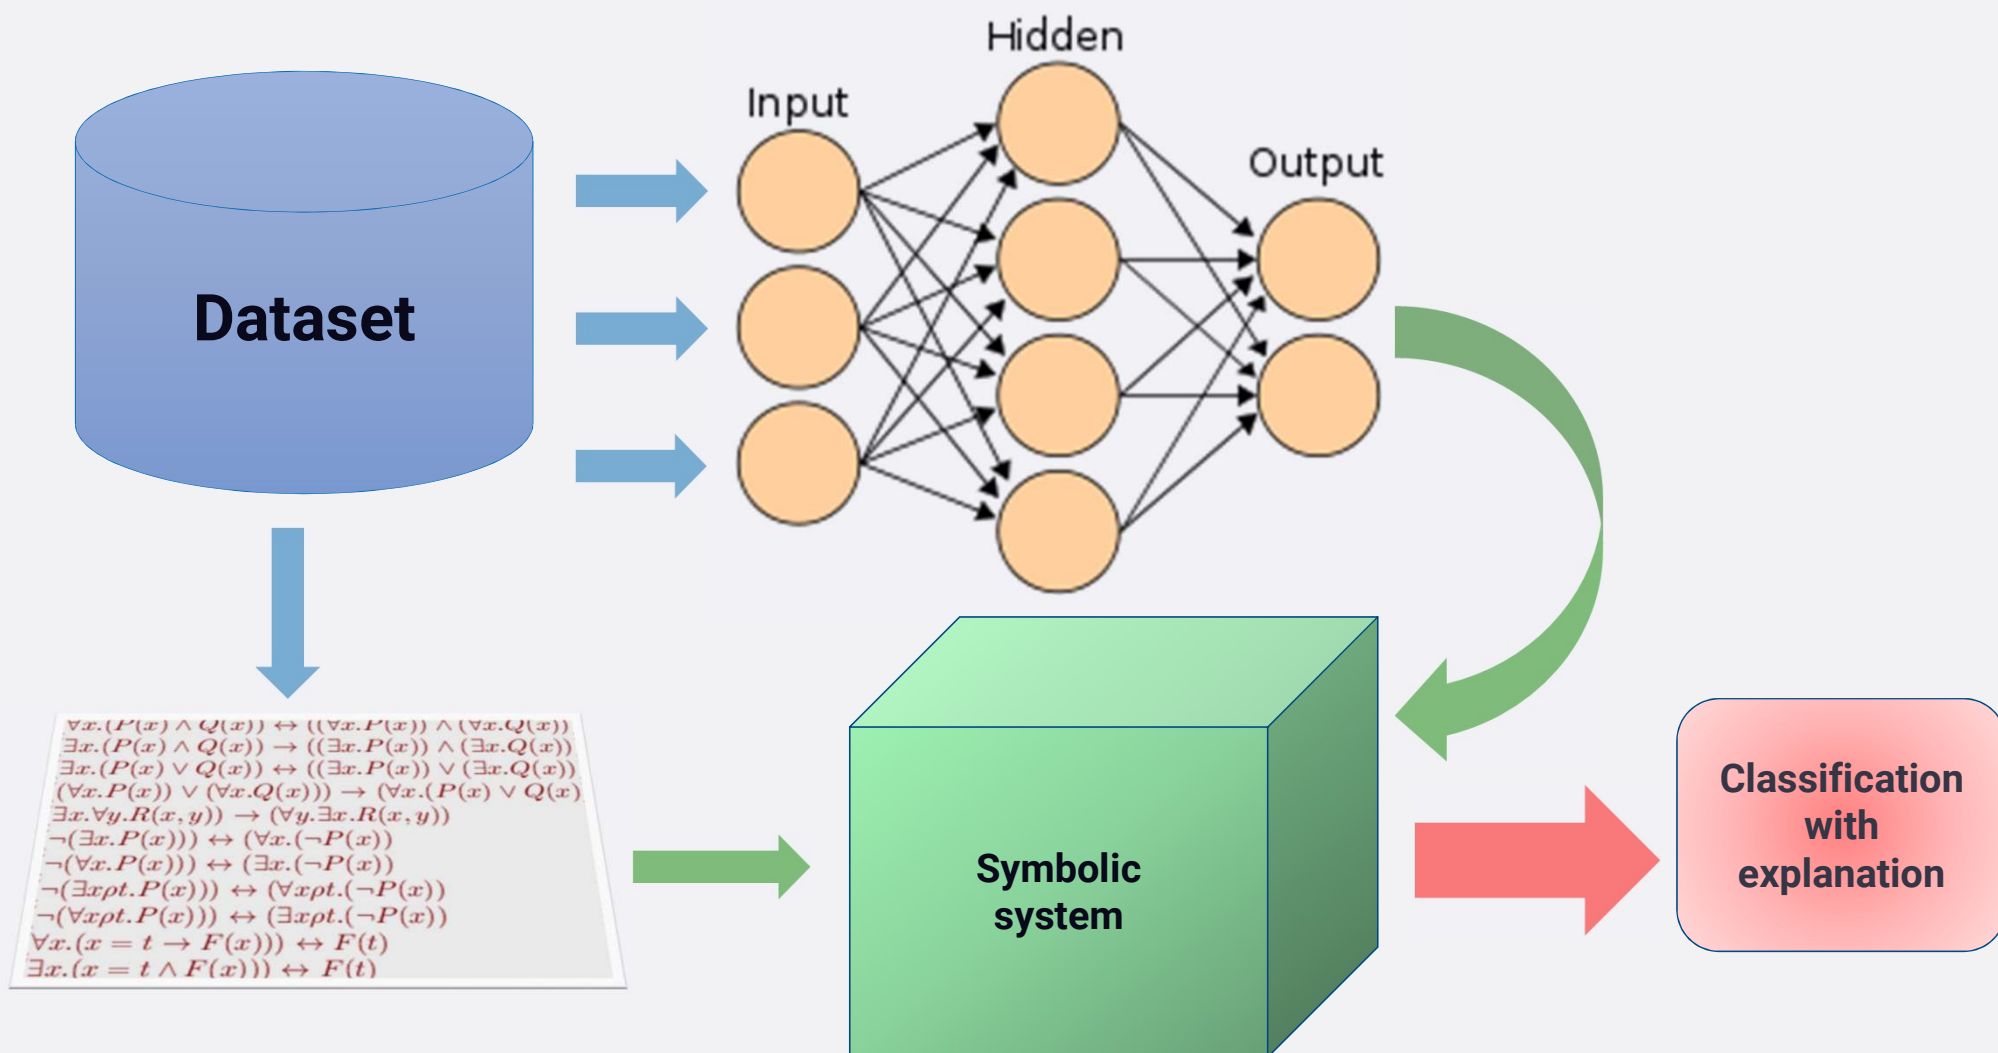 Hidden
Input
Output
Dataset
∀x.(P(x) ∧ Q(x)) ↔ ((∀x.P(x)) ∧ (∀x.Q(x))
∃x.(P(x) ∧ Q(x)) → ((∃x.P(x)) ∧ (∃x.Q(x))
∃x.(P(x) ∨ Q(x)) ↔ ((∃x.P(x)) ∨ (∃x.Q(x))
(∀x.P(x)) ∨ (∀x.Q(x))) → (∀x.(P(x) ∨ Q(x)
∃x.∀y.R(x, y)) → (∀y.∃x.R(x, y))
¬(∃x.P(x))) ↔ (∀x.(¬P(x))
¬(∀x.P(x))) ↔ (∃x.(¬P(x))
¬(∃xρt.P(x))) ↔ (∀xρt.(¬P(x))
¬(∀xρt.P(x))) ↔ (∃xρt.(¬P(x))
∀x.(x = t → F(x))) ↔ F(t)
∃x.(x = t ∧ F(x))) ↔ F(t)
Symbolic
system
Classification
with
explanation